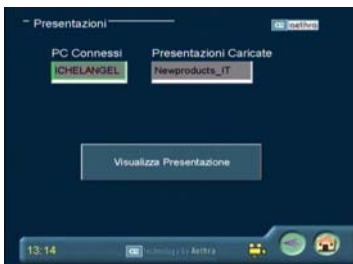 Presentazioni
aethra
PC Connessi
Presentazioni Caricate
ICHELANGEL
Newproducts_IT
Visualizza Presentazione
13:14
technology by Aethra